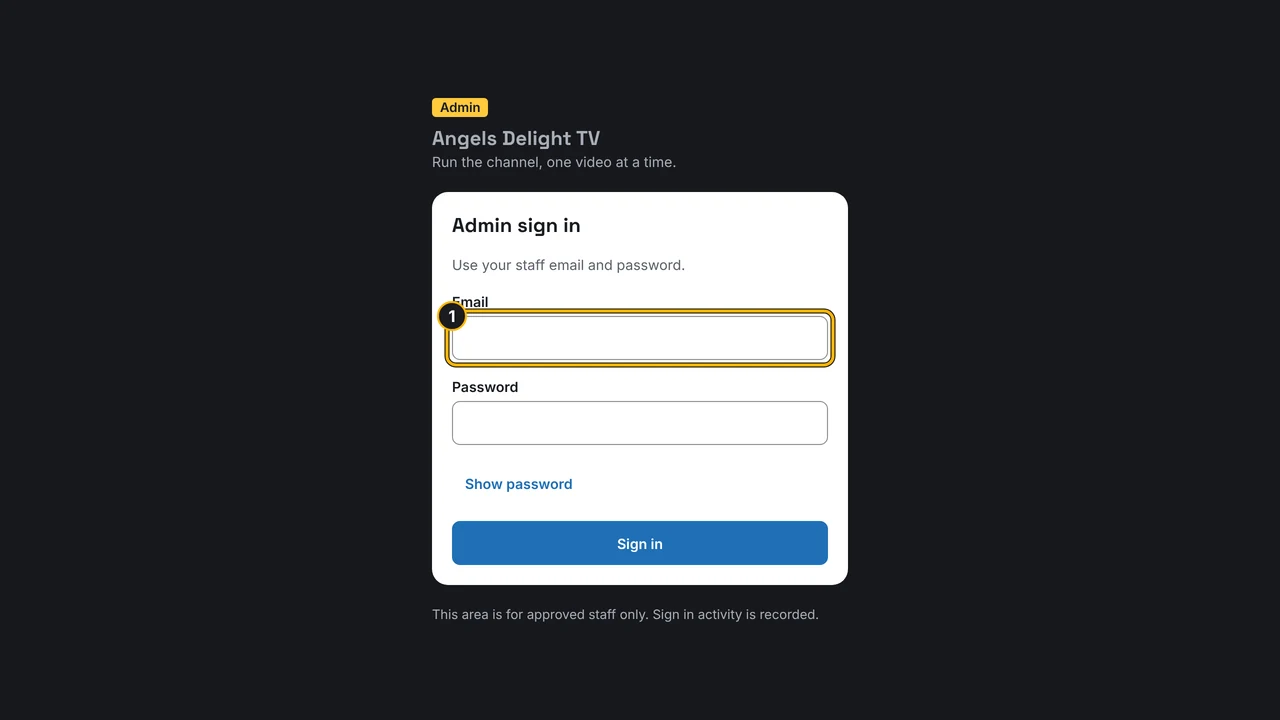 Admin
Angels Delight TV
Run the channel, one video at a time.
Admin sign in
Use your staff email and password.
Email
1
Password
Show password
Sign in
This area is for approved staff only. Sign in activity is recorded.